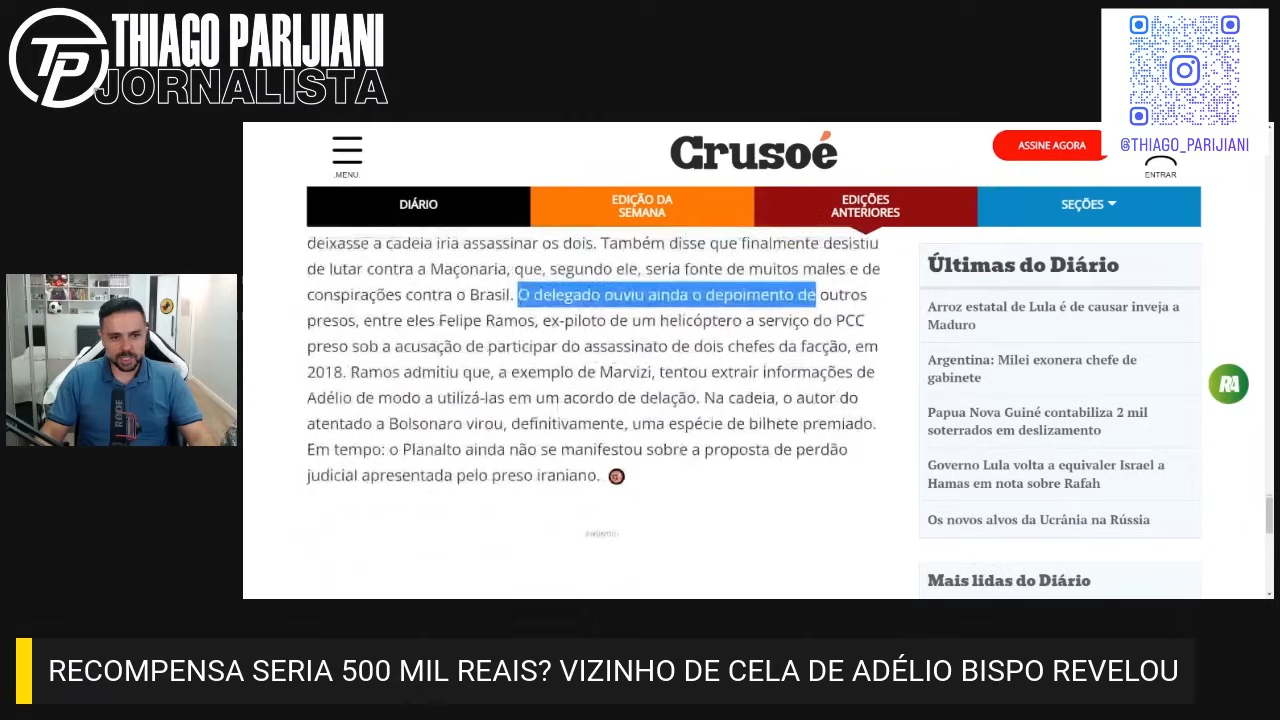 TP THIAGO PARIJIANI
JORNALISTA
@THIAGO_PARIJIANI
.MENU.
Crusoé
ASSINE AGORA
ENTRAR
DIÁRIO
EDIÇÃO DA
SEMANA
EDIÇÕES
ANTERIORES
SEÇÕES
deixasse a cadeia iria assassinar os dois. Também disse que finalmente desistiu
de lutar contra a Maçonaria, que, segundo ele, seria fonte de muitos males e de
conspirações contra o Brasil. O delegado ouviu ainda o depoimento de outros
presos, entre eles Felipe Ramos, ex-piloto de um helicóptero a serviço do PCC
preso sob a acusação de participar do assassinato de dois chefes da facção, em
2018. Ramos admitiu que, a exemplo de Marvizi, tentou extrair informações de
Adélio de modo a utilizá-las em um acordo de delação. Na cadeia, o autor do
atentado a Bolsonaro virou, definitivamente, uma espécie de bilhete premiado.
Em tempo: o Planalto ainda não se manifestou sobre a proposta de perdão
judicial apresentada pelo preso iraniano.
Últimas do Diário
Arroz estatal de Lula é de causar inveja a
Maduro
Argentina: Milei exonera chefe de
gabinete
Papua Nova Guiné contabiliza 2 mil
soterrados em deslizamento
Governo Lula volta a equivaler Israel a
Hamas em nota sobre Rafah
Os novos alvos da Ucrânia na Rússia
Mais lidas do Diário
RA
RODE
RECOMPENSA SERIA 500 MIL REAIS? VIZINHO DE CELA DE ADÉLIO BISPO REVELOU